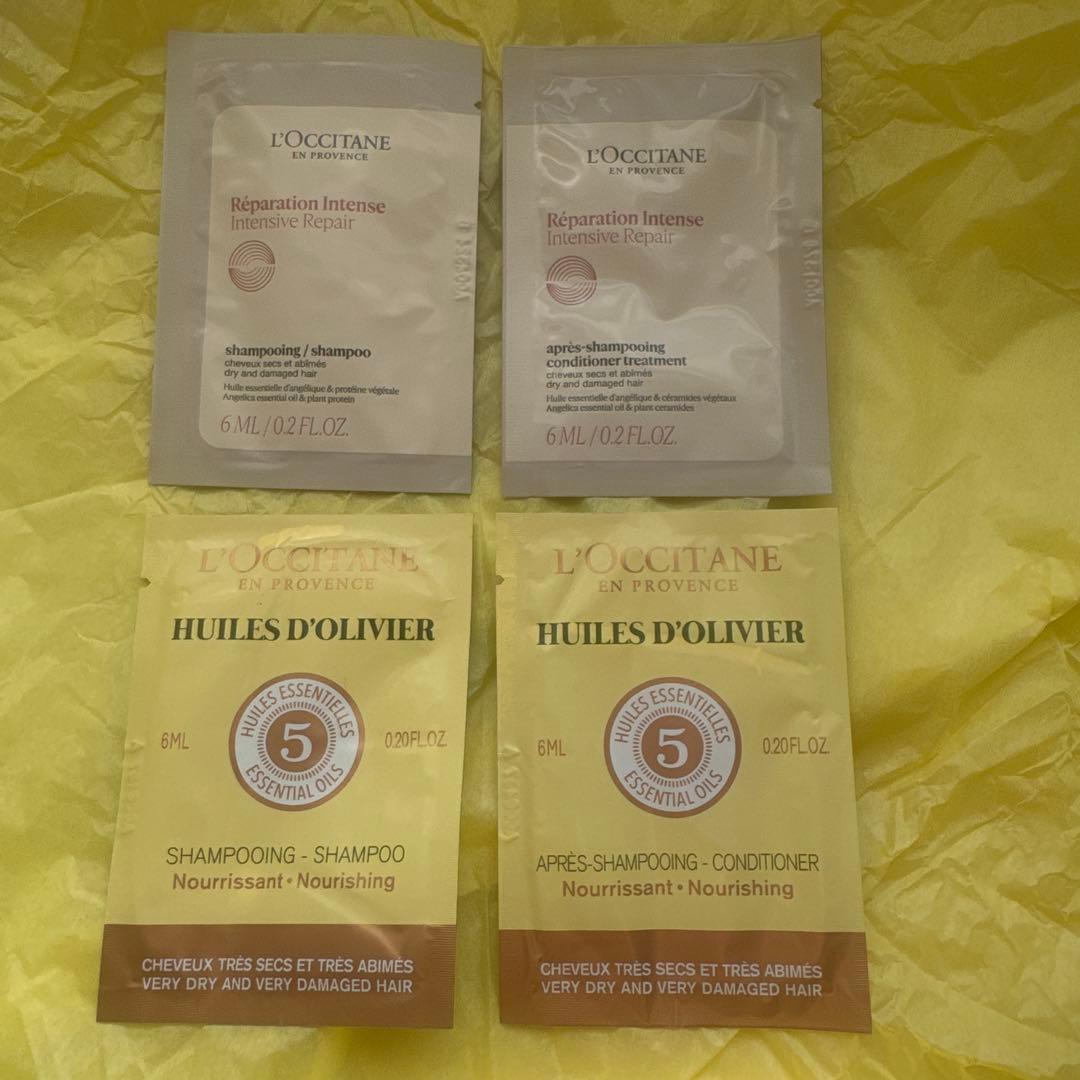 L'OCCITANE
EN PROVENCE
Réparation Intense
Intensive Repair
shampooing / shampoo
cheveux secs et abîmés
dry and damaged hair
Huile essentielle d'angélique & protéine végétale
Angelica essential oil & plant protein
6 ML / 0.2 FL.OZ.
L'OCCITANE
EN PROVENCE
Réparation Intense
Intensive Repair
après-shampooing
conditioner treatment
cheveux secs et abîmés
dry and damaged hair
Huile essentielle d'angélique & céramides végétaux
Angelica essential oil & plant ceramides
6 ML / 0.2 FL.OZ.
L'OCCITANE
EN PROVENCE
HUILES D'OLIVIER
HUILES ESSENTIELLES
6ML 5 0.20FL.OZ.
ESSENTIAL OILS
SHAMPOOING - SHAMPOO
Nourrissant • Nourishing
CHEVEUX TRÈS SECS ET TRÈS ABIMÉS
VERY DRY AND VERY DAMAGED HAIR
L'OCCITANE
EN PROVENCE
HUILES D'OLIVIER
HUILES ESSENTIELLES
6ML 5 0.20FL.OZ.
ESSENTIAL OILS
APRÈS-SHAMPOOING - CONDITIONER
Nourrissant • Nourishing
CHEVEUX TRÈS SECS ET TRÈS ABIMÉS
VERY DRY AND VERY DAMAGED HAIR